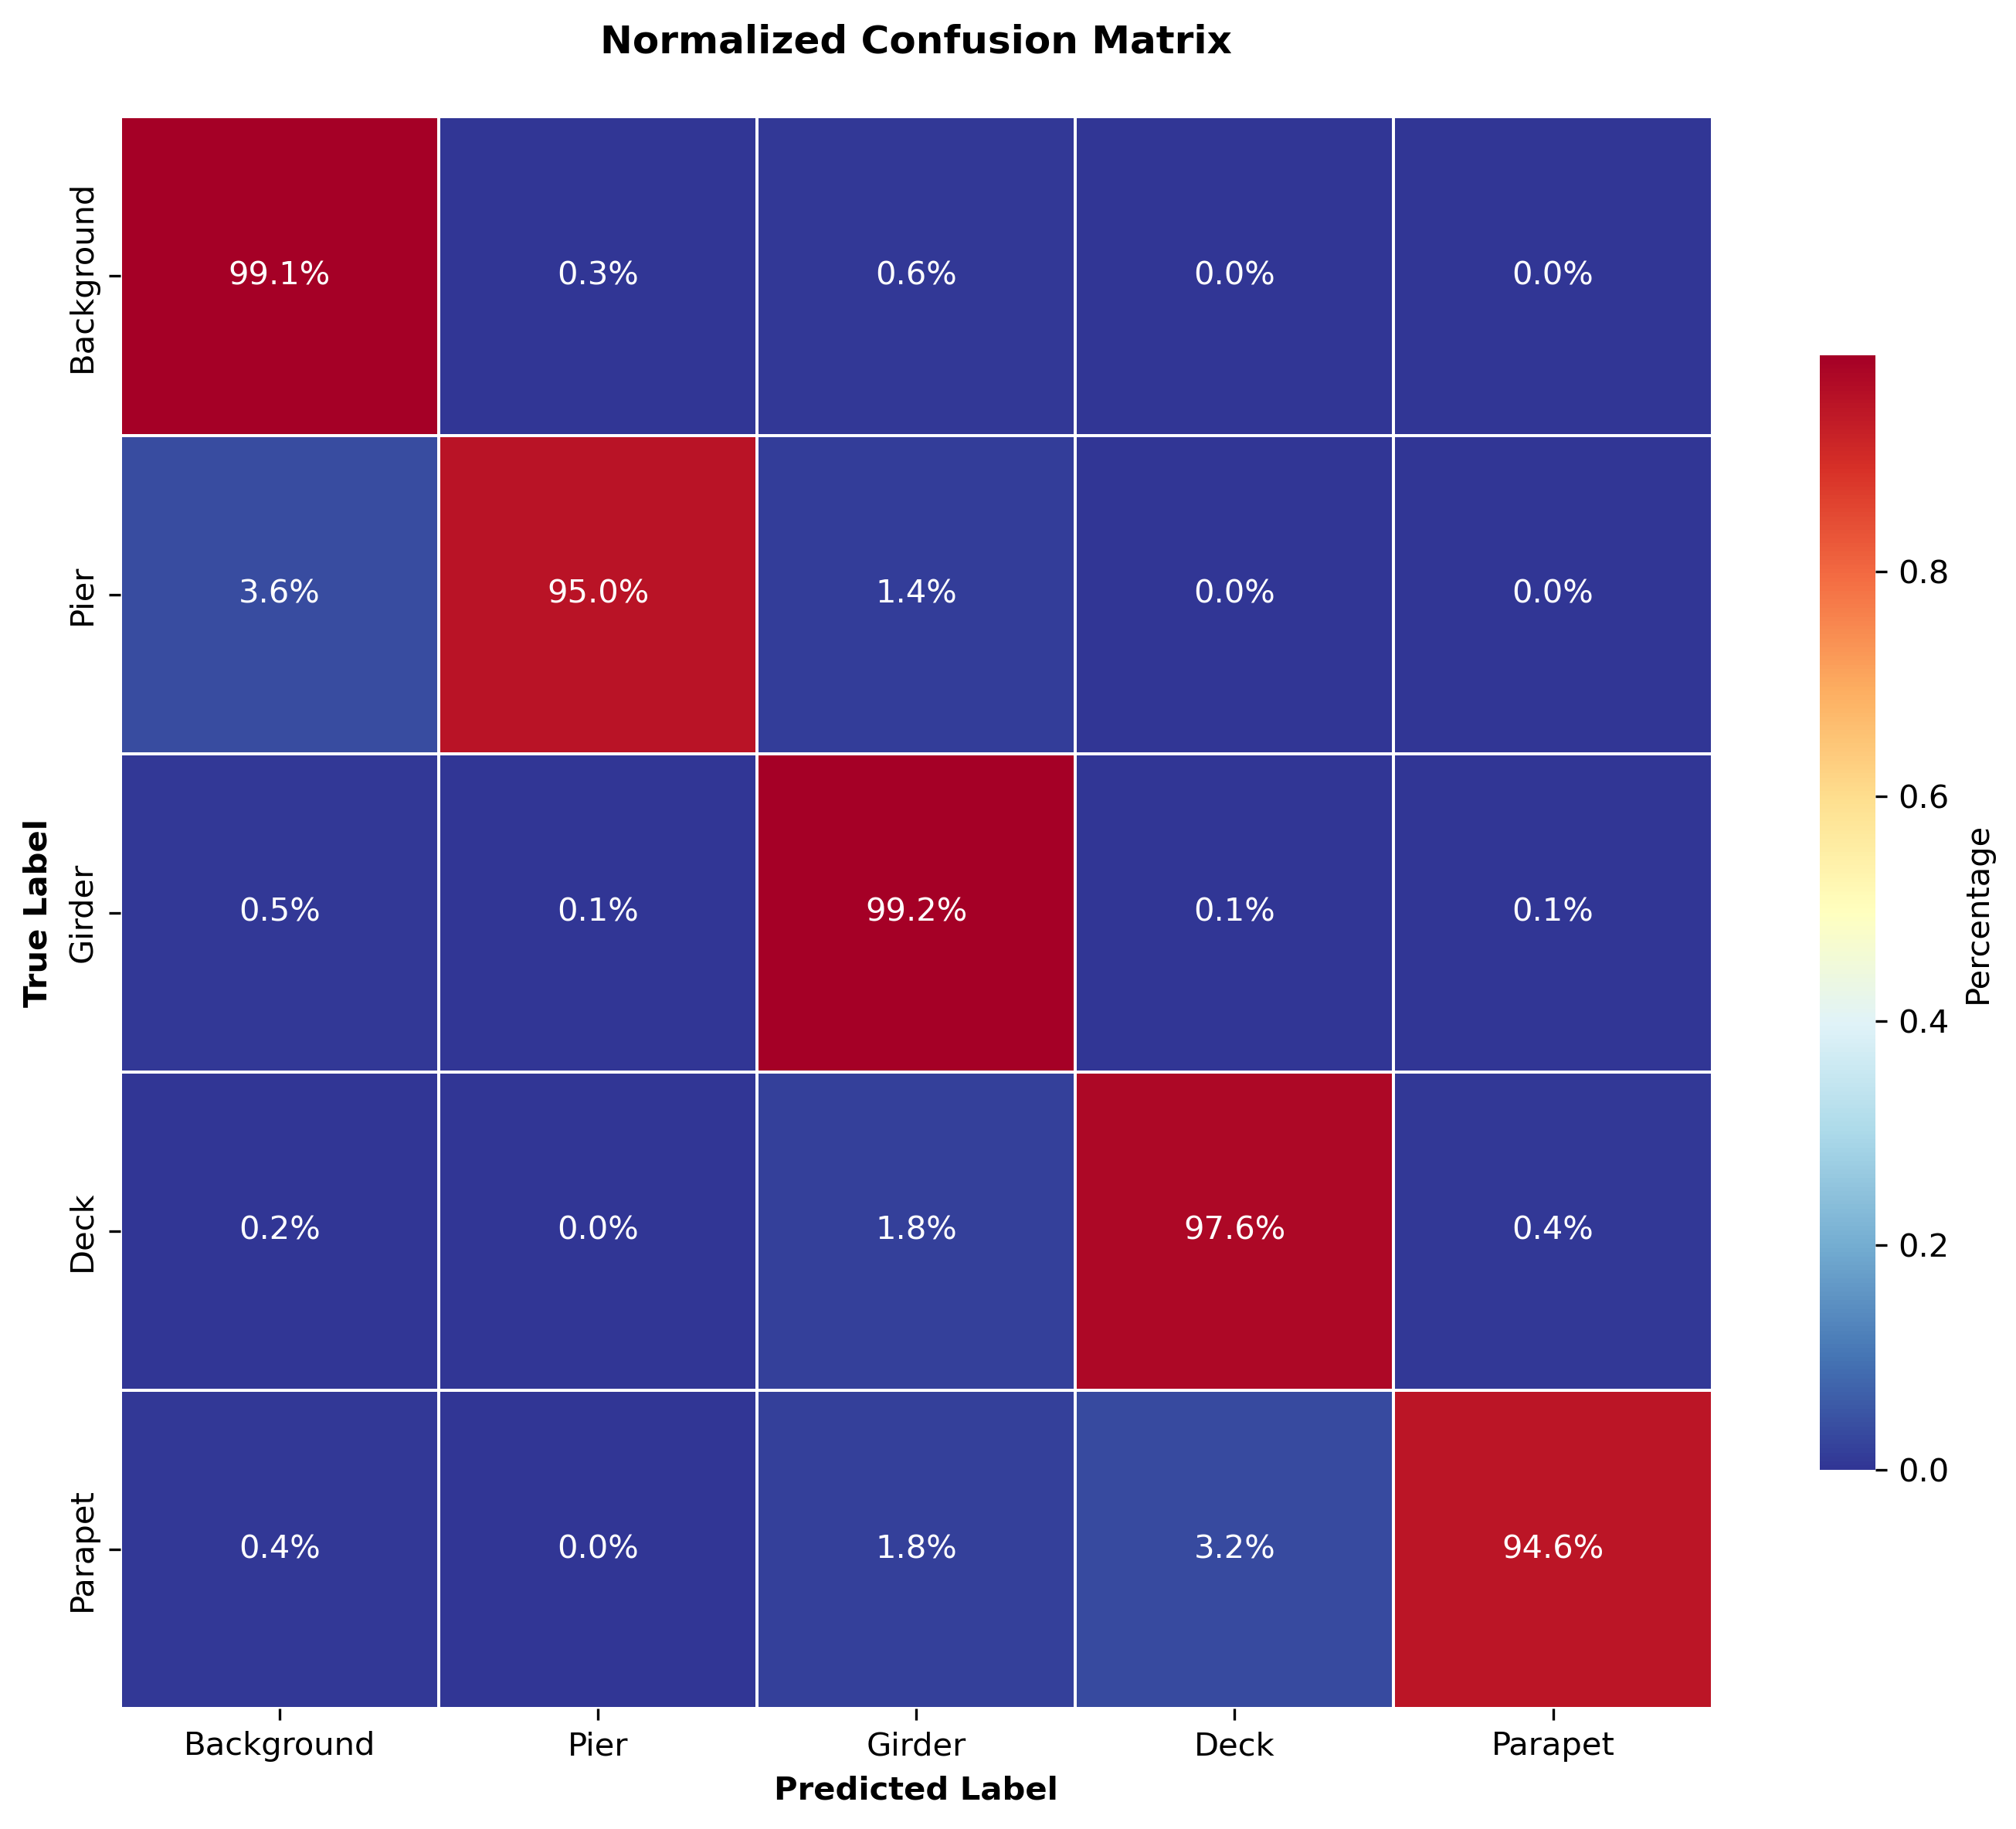 Normalized Confusion Matrix
Background
99.1% 0.3% 0.6% 0.0% 0.0%
Pier
3.6% 95.0% 1.4% 0.0% 0.0%
True Label
Girder
0.5% 0.1% 99.2% 0.1% 0.1%
Deck
0.2% 0.0% 1.8% 97.6% 0.4%
Parapet
0.4% 0.0% 1.8% 3.2% 94.6%
Background Pier Girder Deck Parapet
Predicted Label
0.8
0.6
0.4
0.2
0.0
Percentage